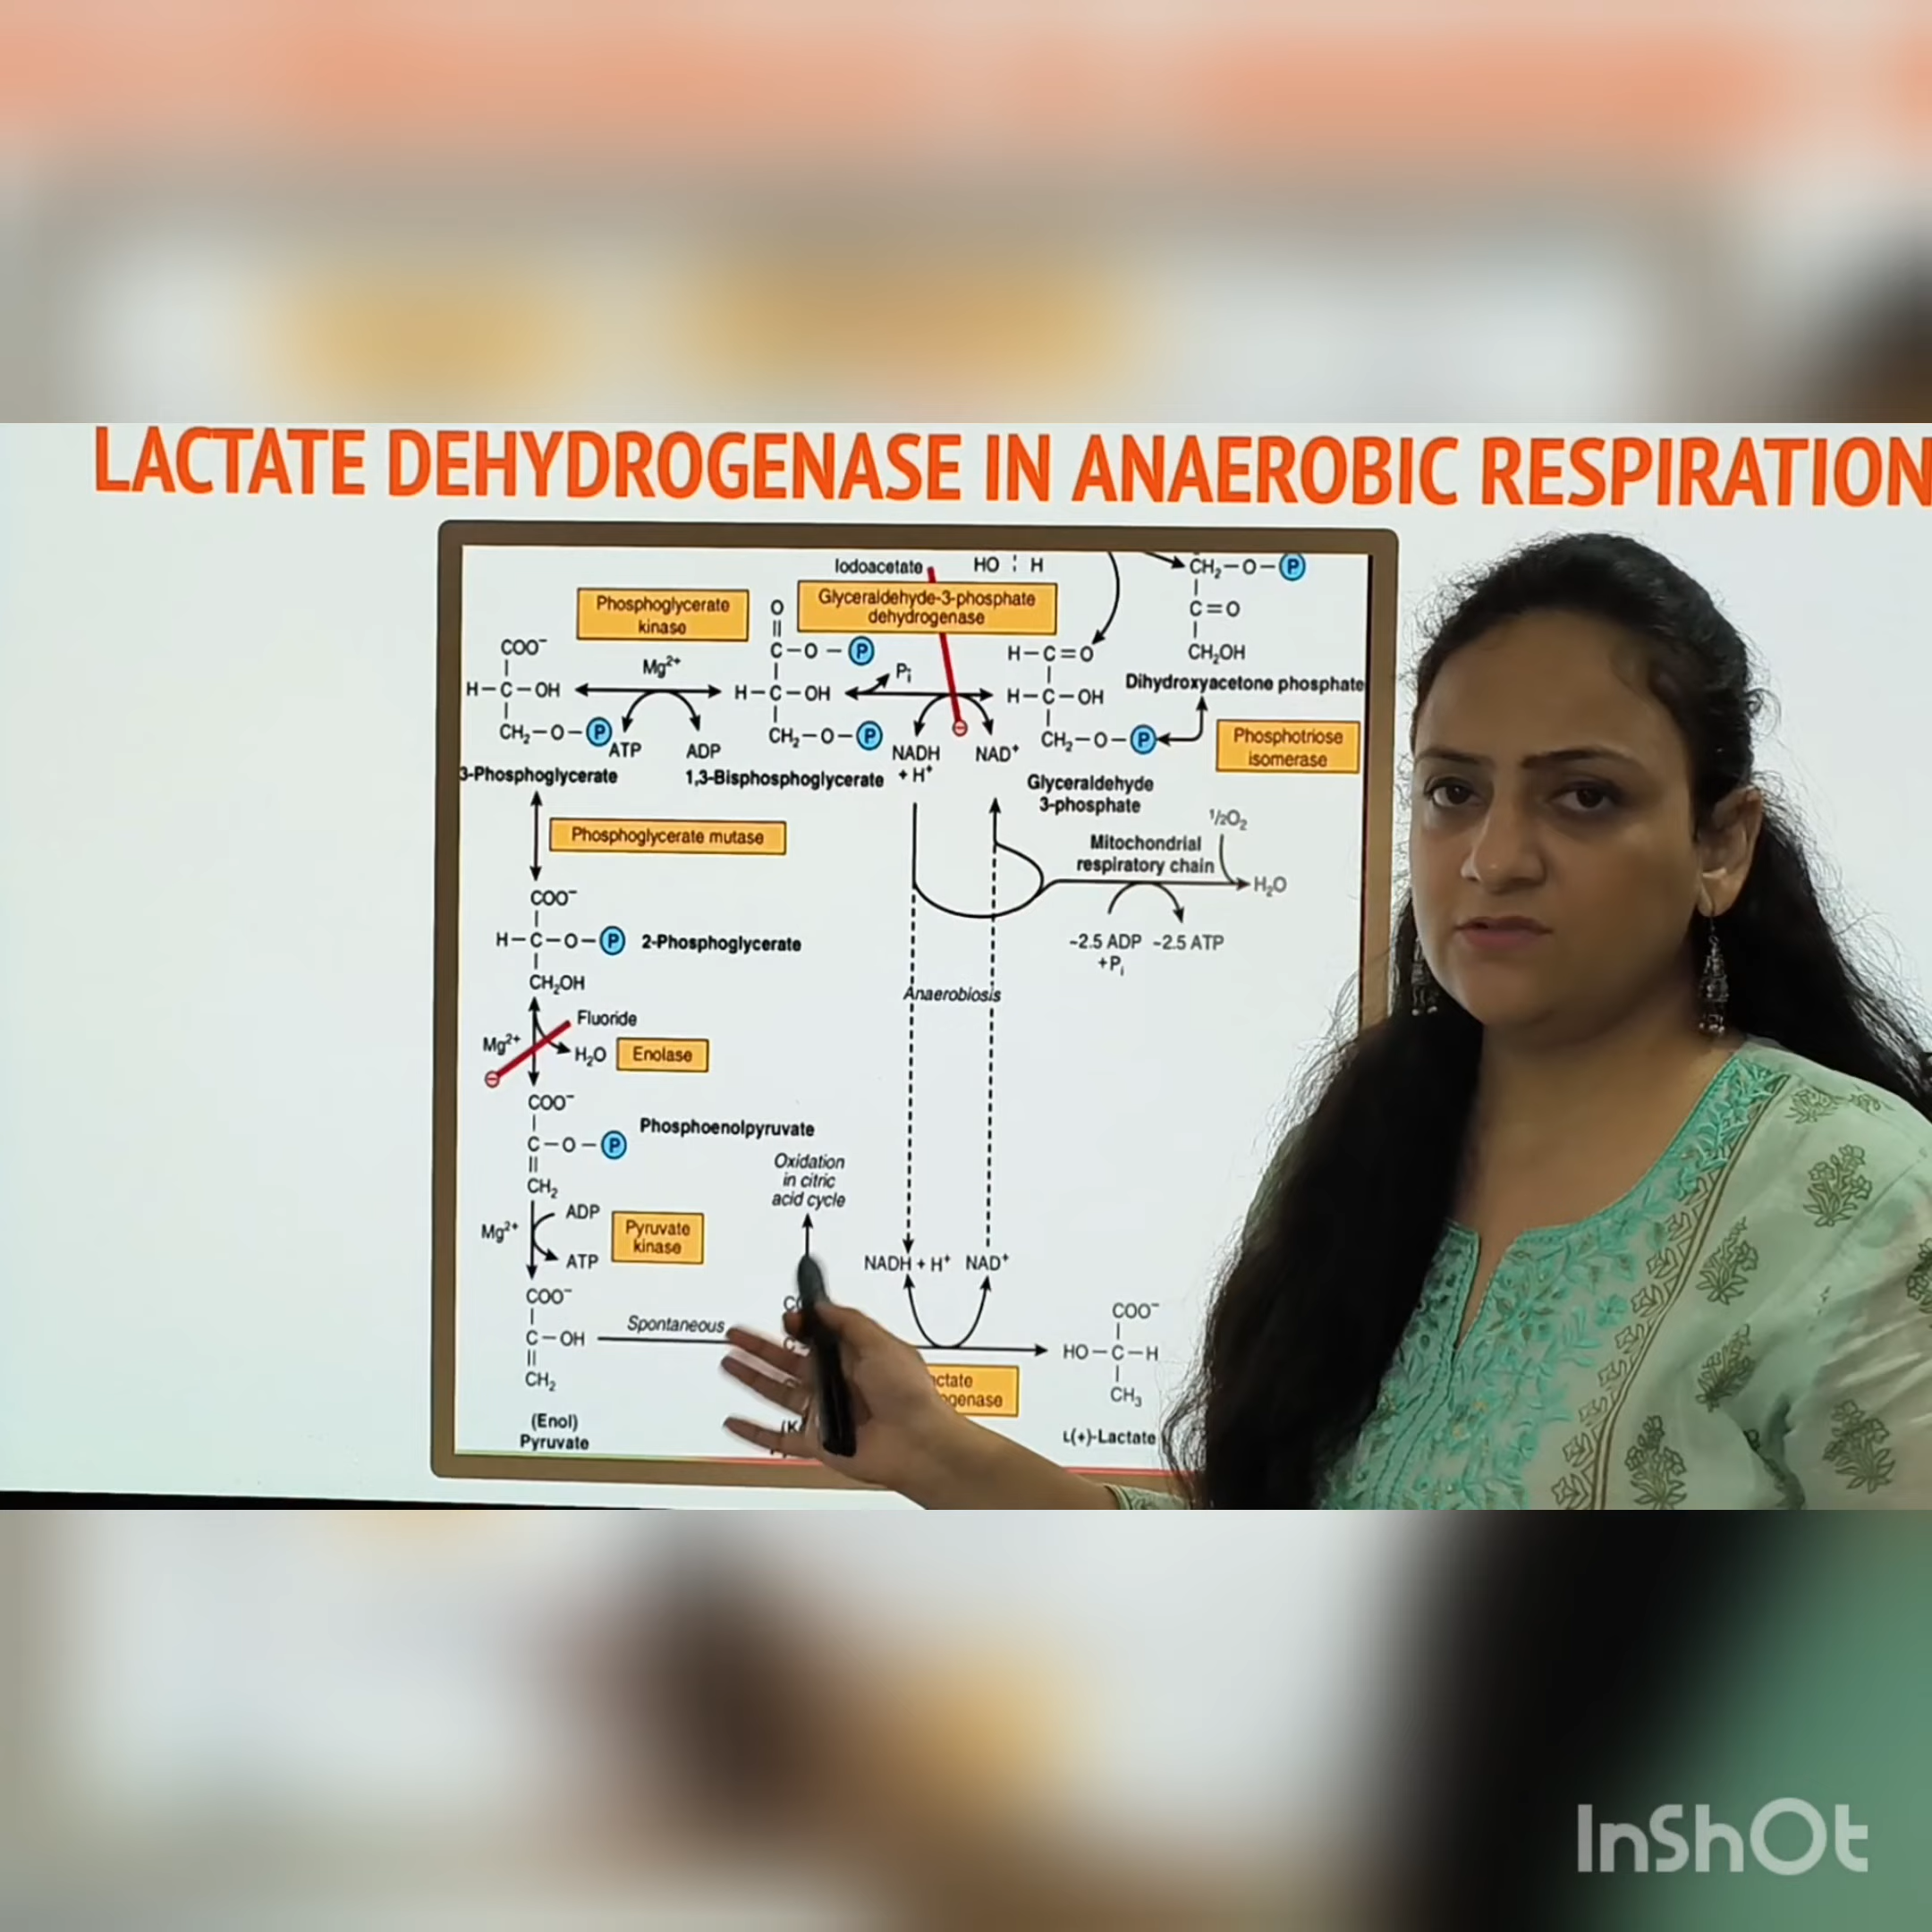 LACTATE DEHYDROGENASE IN ANAEROBIC RESPIRATION
Iodoacetate
HO H
CH₂–O–P
C=O
CH₂OH
Dihydroxyacetone phosphate
Phosphotriose
isomerase
Glyceraldehyde-3-phosphate
dehydrogenase
H–C=O
H–C–OH
CH₂–O–P
Glyceraldehyde
3-phosphate
Pi
NADH
+ H⁺
NAD⁺
O
C–O–P
H–C–OH
CH₂–O–P
1,3-Bisphosphoglycerate
Phosphoglycerate
kinase
Mg²⁺
ATP ADP
COO⁻
H–C–OH
CH₂–O–P
3-Phosphoglycerate
½O₂
Mitochondrial
respiratory chain
H₂O
~2.5 ADP ~2.5 ATP
+Pi
Phosphoglycerate mutase
COO⁻
H–C–O–P
CH₂OH
2-Phosphoglycerate
Anaerobiosis
Fluoride
Mg²⁺
H₂O
Enolase
COO⁻
C–O–P
CH₂
Phosphoenolpyruvate
Oxidation
in citric
acid cycle
ADP
Mg²⁺
ATP
Pyruvate
kinase
NADH + H⁺ NAD⁺
COO⁻
C–OH
CH₂
(Enol)
Pyruvate
Spontaneous
COO⁻
HO–C–H
CH₃
L(+)-Lactate
InShOt